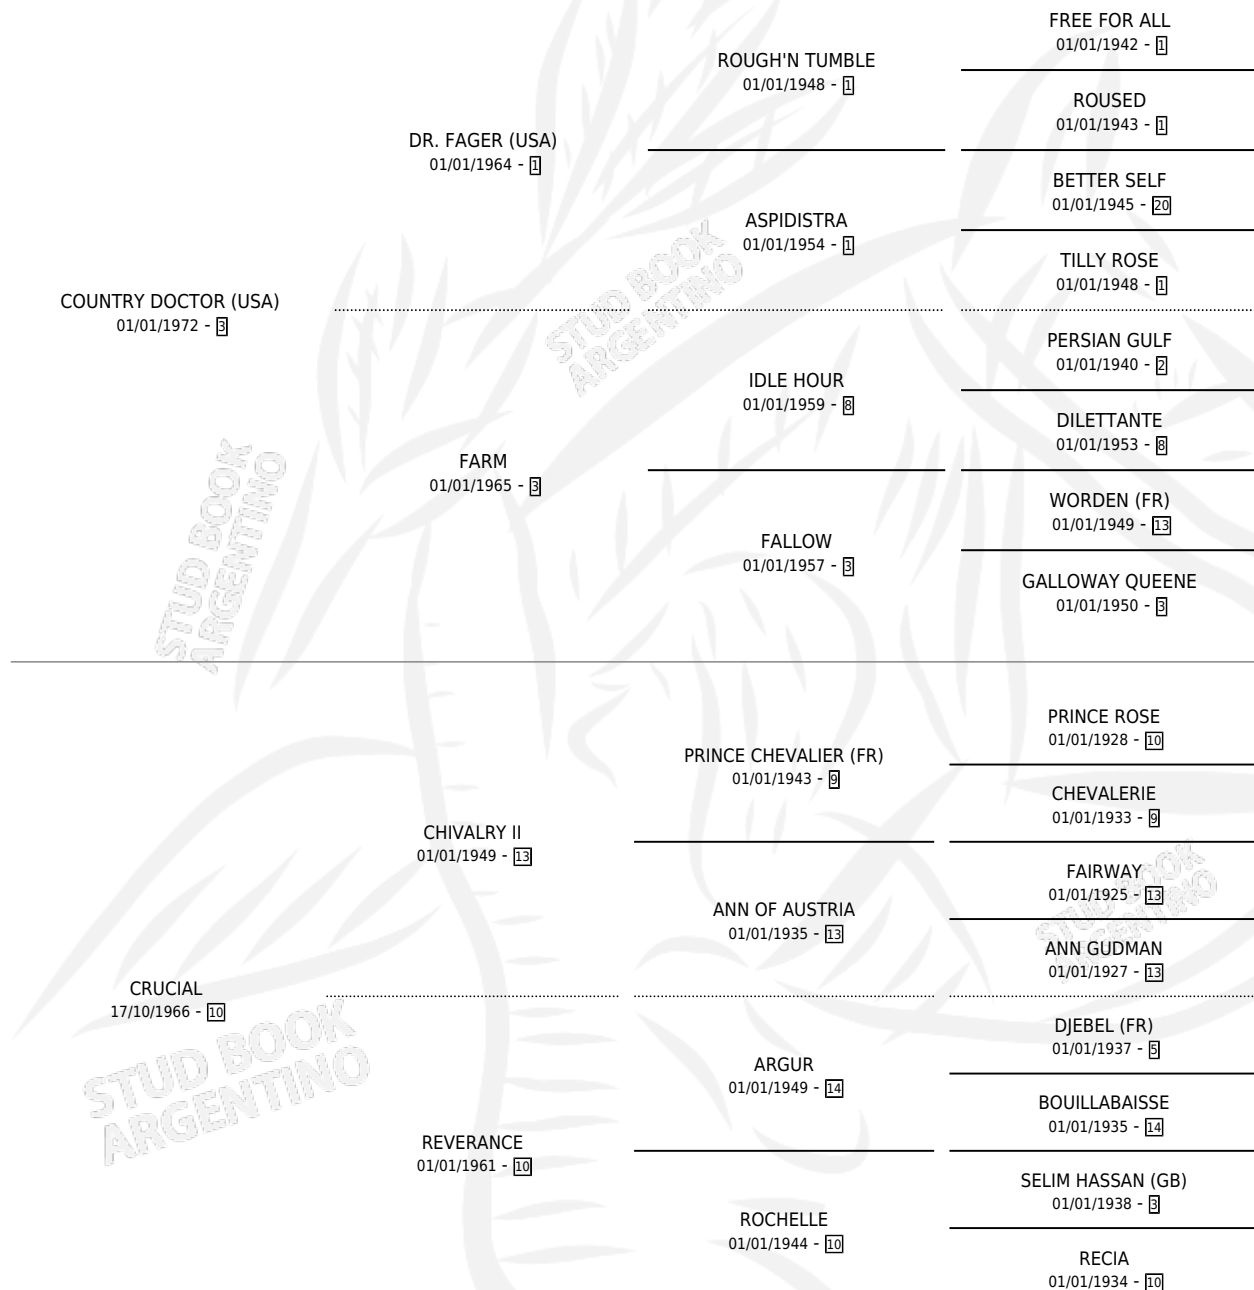 FREE FOR ALL
01/01/1942 - 1
ROUGH'N TUMBLE
01/01/1948 - 1
ROUSED
01/01/1943 - 1
DR. FAGER (USA)
01/01/1964 - 1
BETTER SELF
01/01/1945 - 20
ASPIDISTRA
01/01/1954 - 1
TILLY ROSE
01/01/1948 - 1
COUNTRY DOCTOR (USA)
01/01/1972 - 3
PERSIAN GULF
01/01/1940 - 2
IDLE HOUR
01/01/1959 - 8
DILETTANTE
01/01/1953 - 8
FARM
01/01/1965 - 3
WORDEN (FR)
01/01/1949 - 13
FALLOW
01/01/1957 - 3
GALLOWAY QUEENE
01/01/1950 - 3
PRINCE ROSE
01/01/1928 - 10
PRINCE CHEVALIER (FR)
01/01/1943 - 9
CHEVALERIE
01/01/1933 - 9
CHIVALRY II
01/01/1949 - 13
FAIRWAY
01/01/1925 - 13
ANN OF AUSTRIA
01/01/1935 - 13
ANN GUDMAN
01/01/1927 - 13
CRUCIAL
17/10/1966 - 10
DJEBEL (FR)
01/01/1937 - 5
ARGUR
01/01/1949 - 14
BOUILLABAISSE
01/01/1935 - 14
REVERANCE
01/01/1961 - 10
SELIM HASSAN (GB)
01/01/1938 - 3
ROCHELLE
01/01/1944 - 10
RECIA
01/01/1934 - 10
STUD BOOK
ARGENTINO
STUD BOOK
ARGENTINO
STUD BOOK
ARGENTINO
STUD BOOK
ARGENTINO